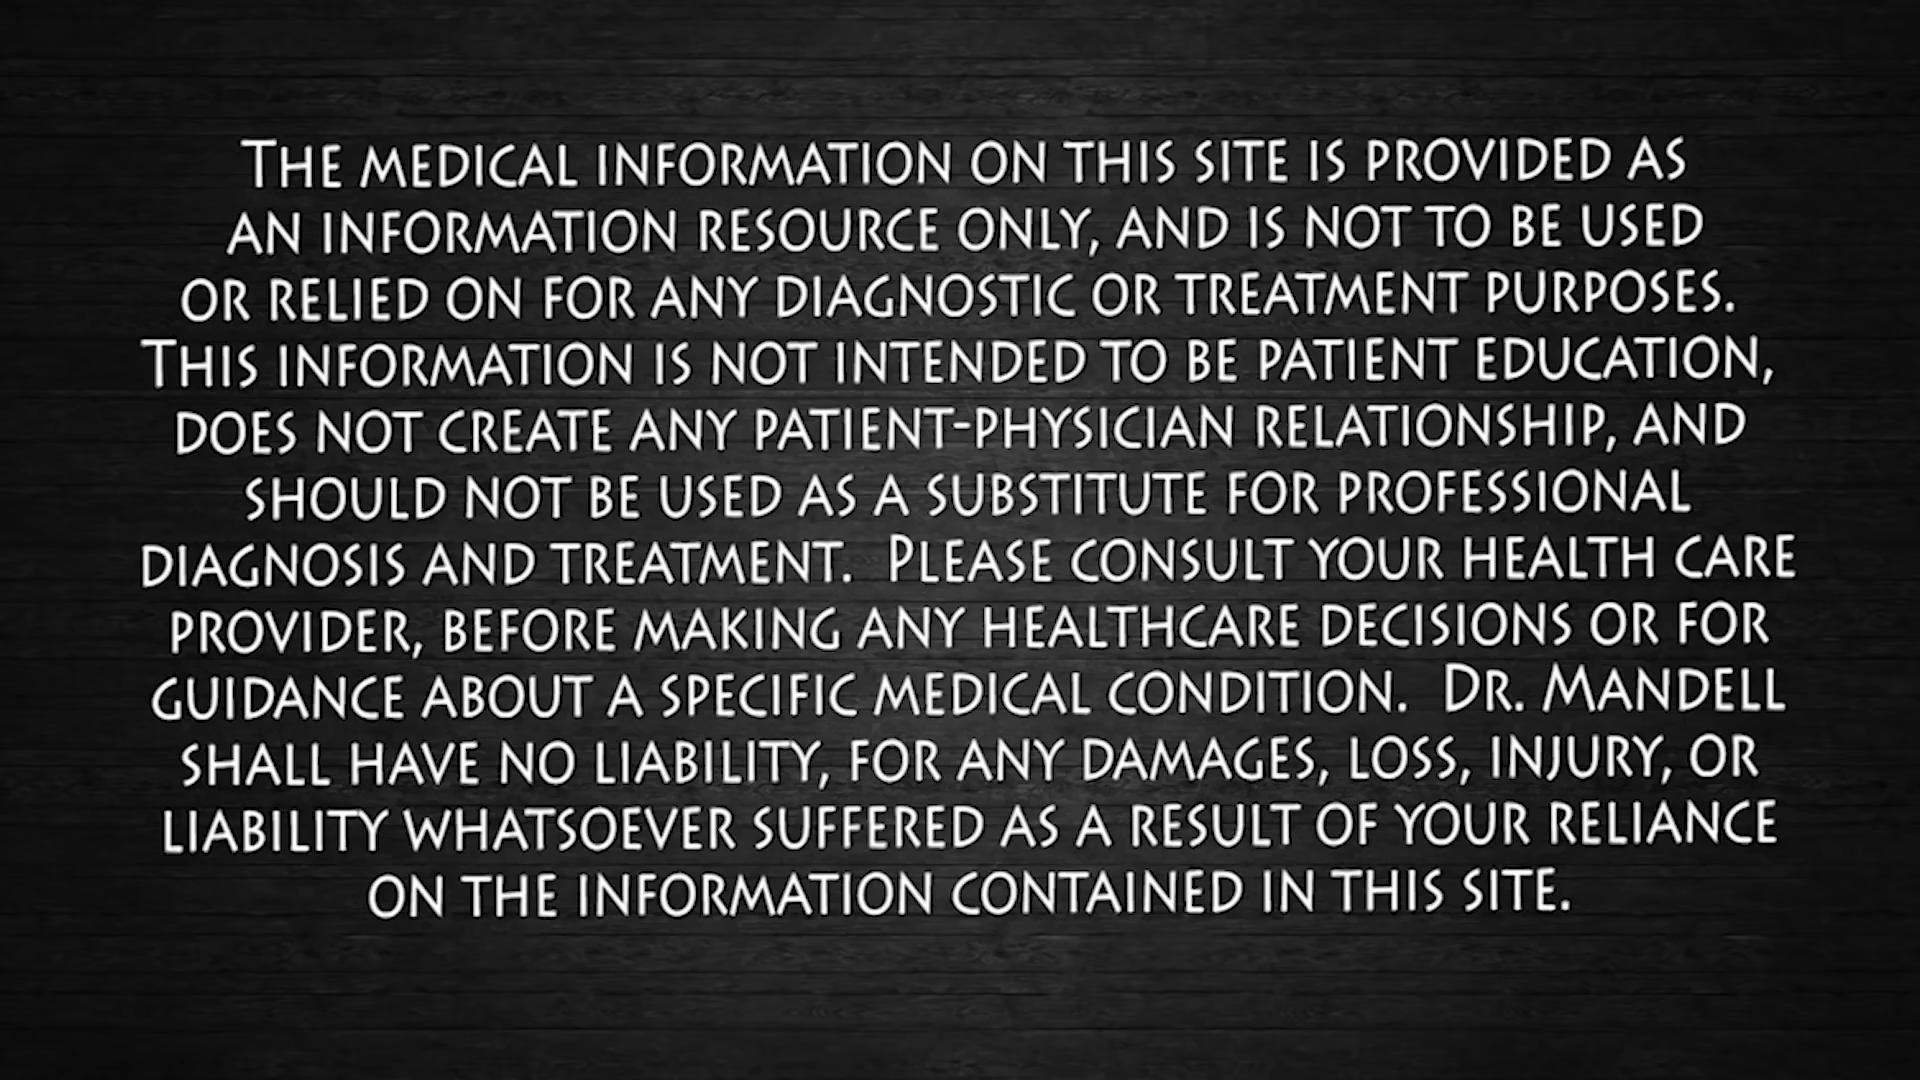 The medical information on this site is provided as
an information resource only, and is not to be used
or relied on for any diagnostic or treatment purposes.
This information is not intended to be patient education,
does not create any patient-physician relationship, and
should not be used as a substitute for professional
diagnosis and treatment.  Please consult your health care
provider, before making any healthcare decisions or for
guidance about a specific medical condition.  Dr. Mandell
shall have no liability, for any damages, loss, injury, or
liability whatsoever suffered as a result of your reliance
on the information contained in this site.